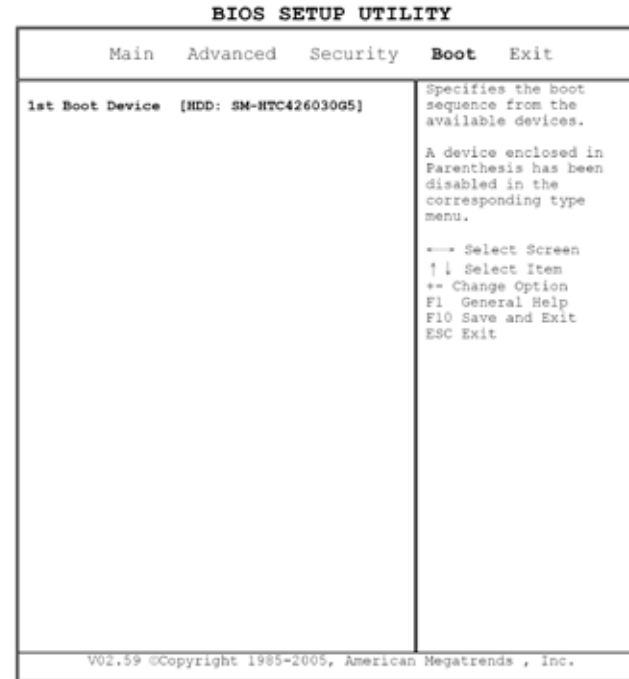 BIOS SETUP UTILITY
Main Advanced Security Boot Exit
1st Boot Device [HDD: SM-HTC426030G5]
Specifies the boot
sequence from the
available devices.
A device enclosed in
Parenthesis has been
disabled in the
corresponding type
menu.
←→ Select Screen
↑↓ Select Item
+- Change Option
F1 General Help
F10 Save and Exit
ESC Exit
V02.59 ©Copyright 1985-2005, American Megatrends , Inc.